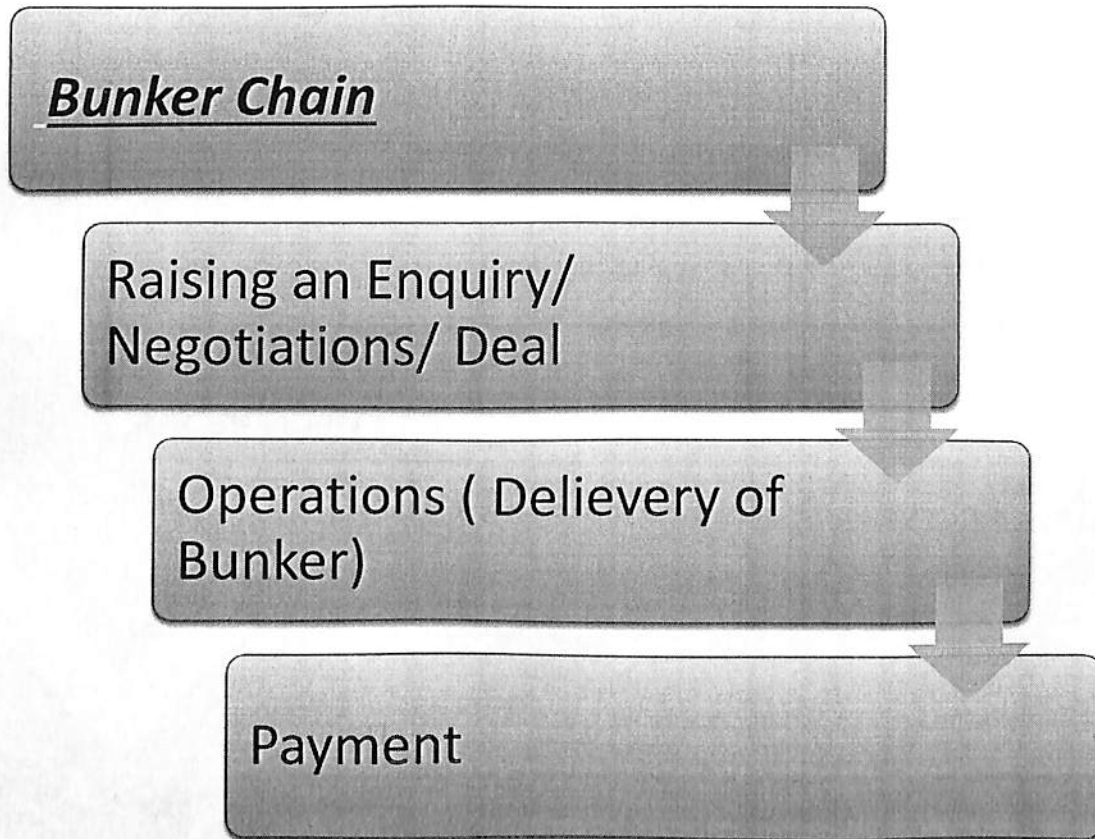 Bunker Chain
Raising an Enquiry/
Negotiations/ Deal
Operations ( Delievery of
Bunker)
Payment